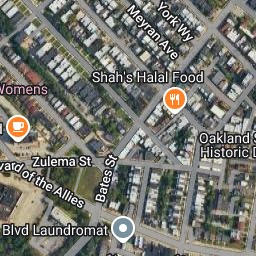 York Wy
Meyran Ave
Shah's Halal Food
Womens
Oakland S
Historic D
Zulema St.
Bates St
vard of the Allies
Blvd Laundromat